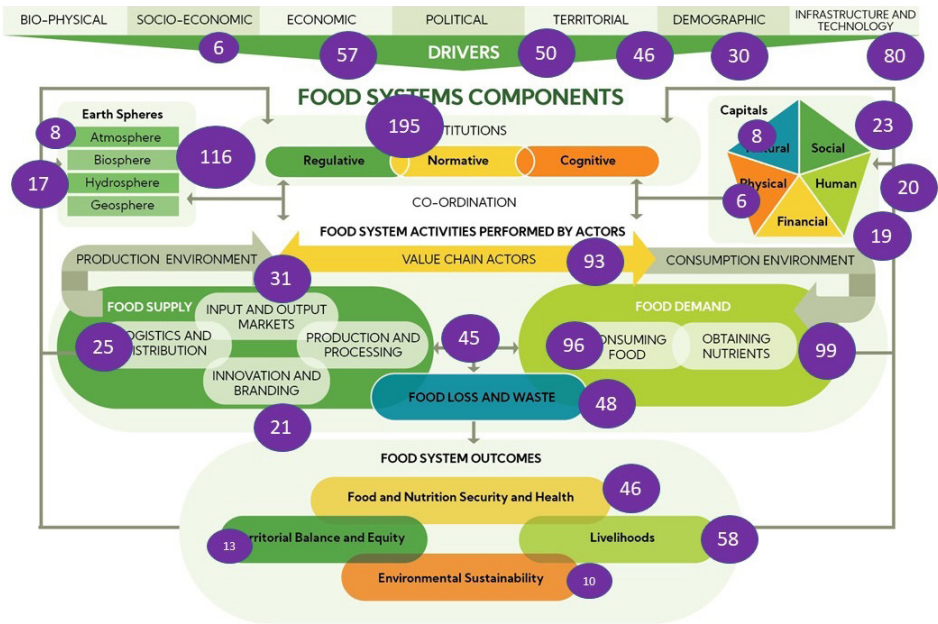 BIO-PHYSICAL
SOCIO-ECONOMIC
ECONOMIC
POLITICAL
TERRITORIAL
DEMOGRAPHIC
INFRASTRUCTURE AND
TECHNOLOGY
6
57
DRIVERS
50
46
30
80
FOOD SYSTEMS COMPONENTS
Earth Spheres
8
Atmosphere
Biosphere
Hydrosphere
Geosphere
116
17
195
Regulative
Normative
Cognitive
CO-ORDINATION
Capitals
8
Social
23
Human
20
6
Financial
19
FOOD SYSTEM ACTIVITIES PERFORMED BY ACTORS
PRODUCTION ENVIRONMENT
VALUE CHAIN ACTORS
93
CONSUMPTION ENVIRONMENT
31
FOOD SUPPLY
INPUT AND OUTPUT
MARKETS
25
AND
PRODUCTION AND
PROCESSING
INNOVATION AND
BRANDING
21
45
FOOD DEMAND
96
FOOD
OBTAINING
NUTRIENTS
99
FOOD LOSS AND WASTE
48
FOOD SYSTEM OUTCOMES
Food and Nutrition Security and Health
46
13
Balance and Equity
Livelihoods
58
Environmental Sustainability
10